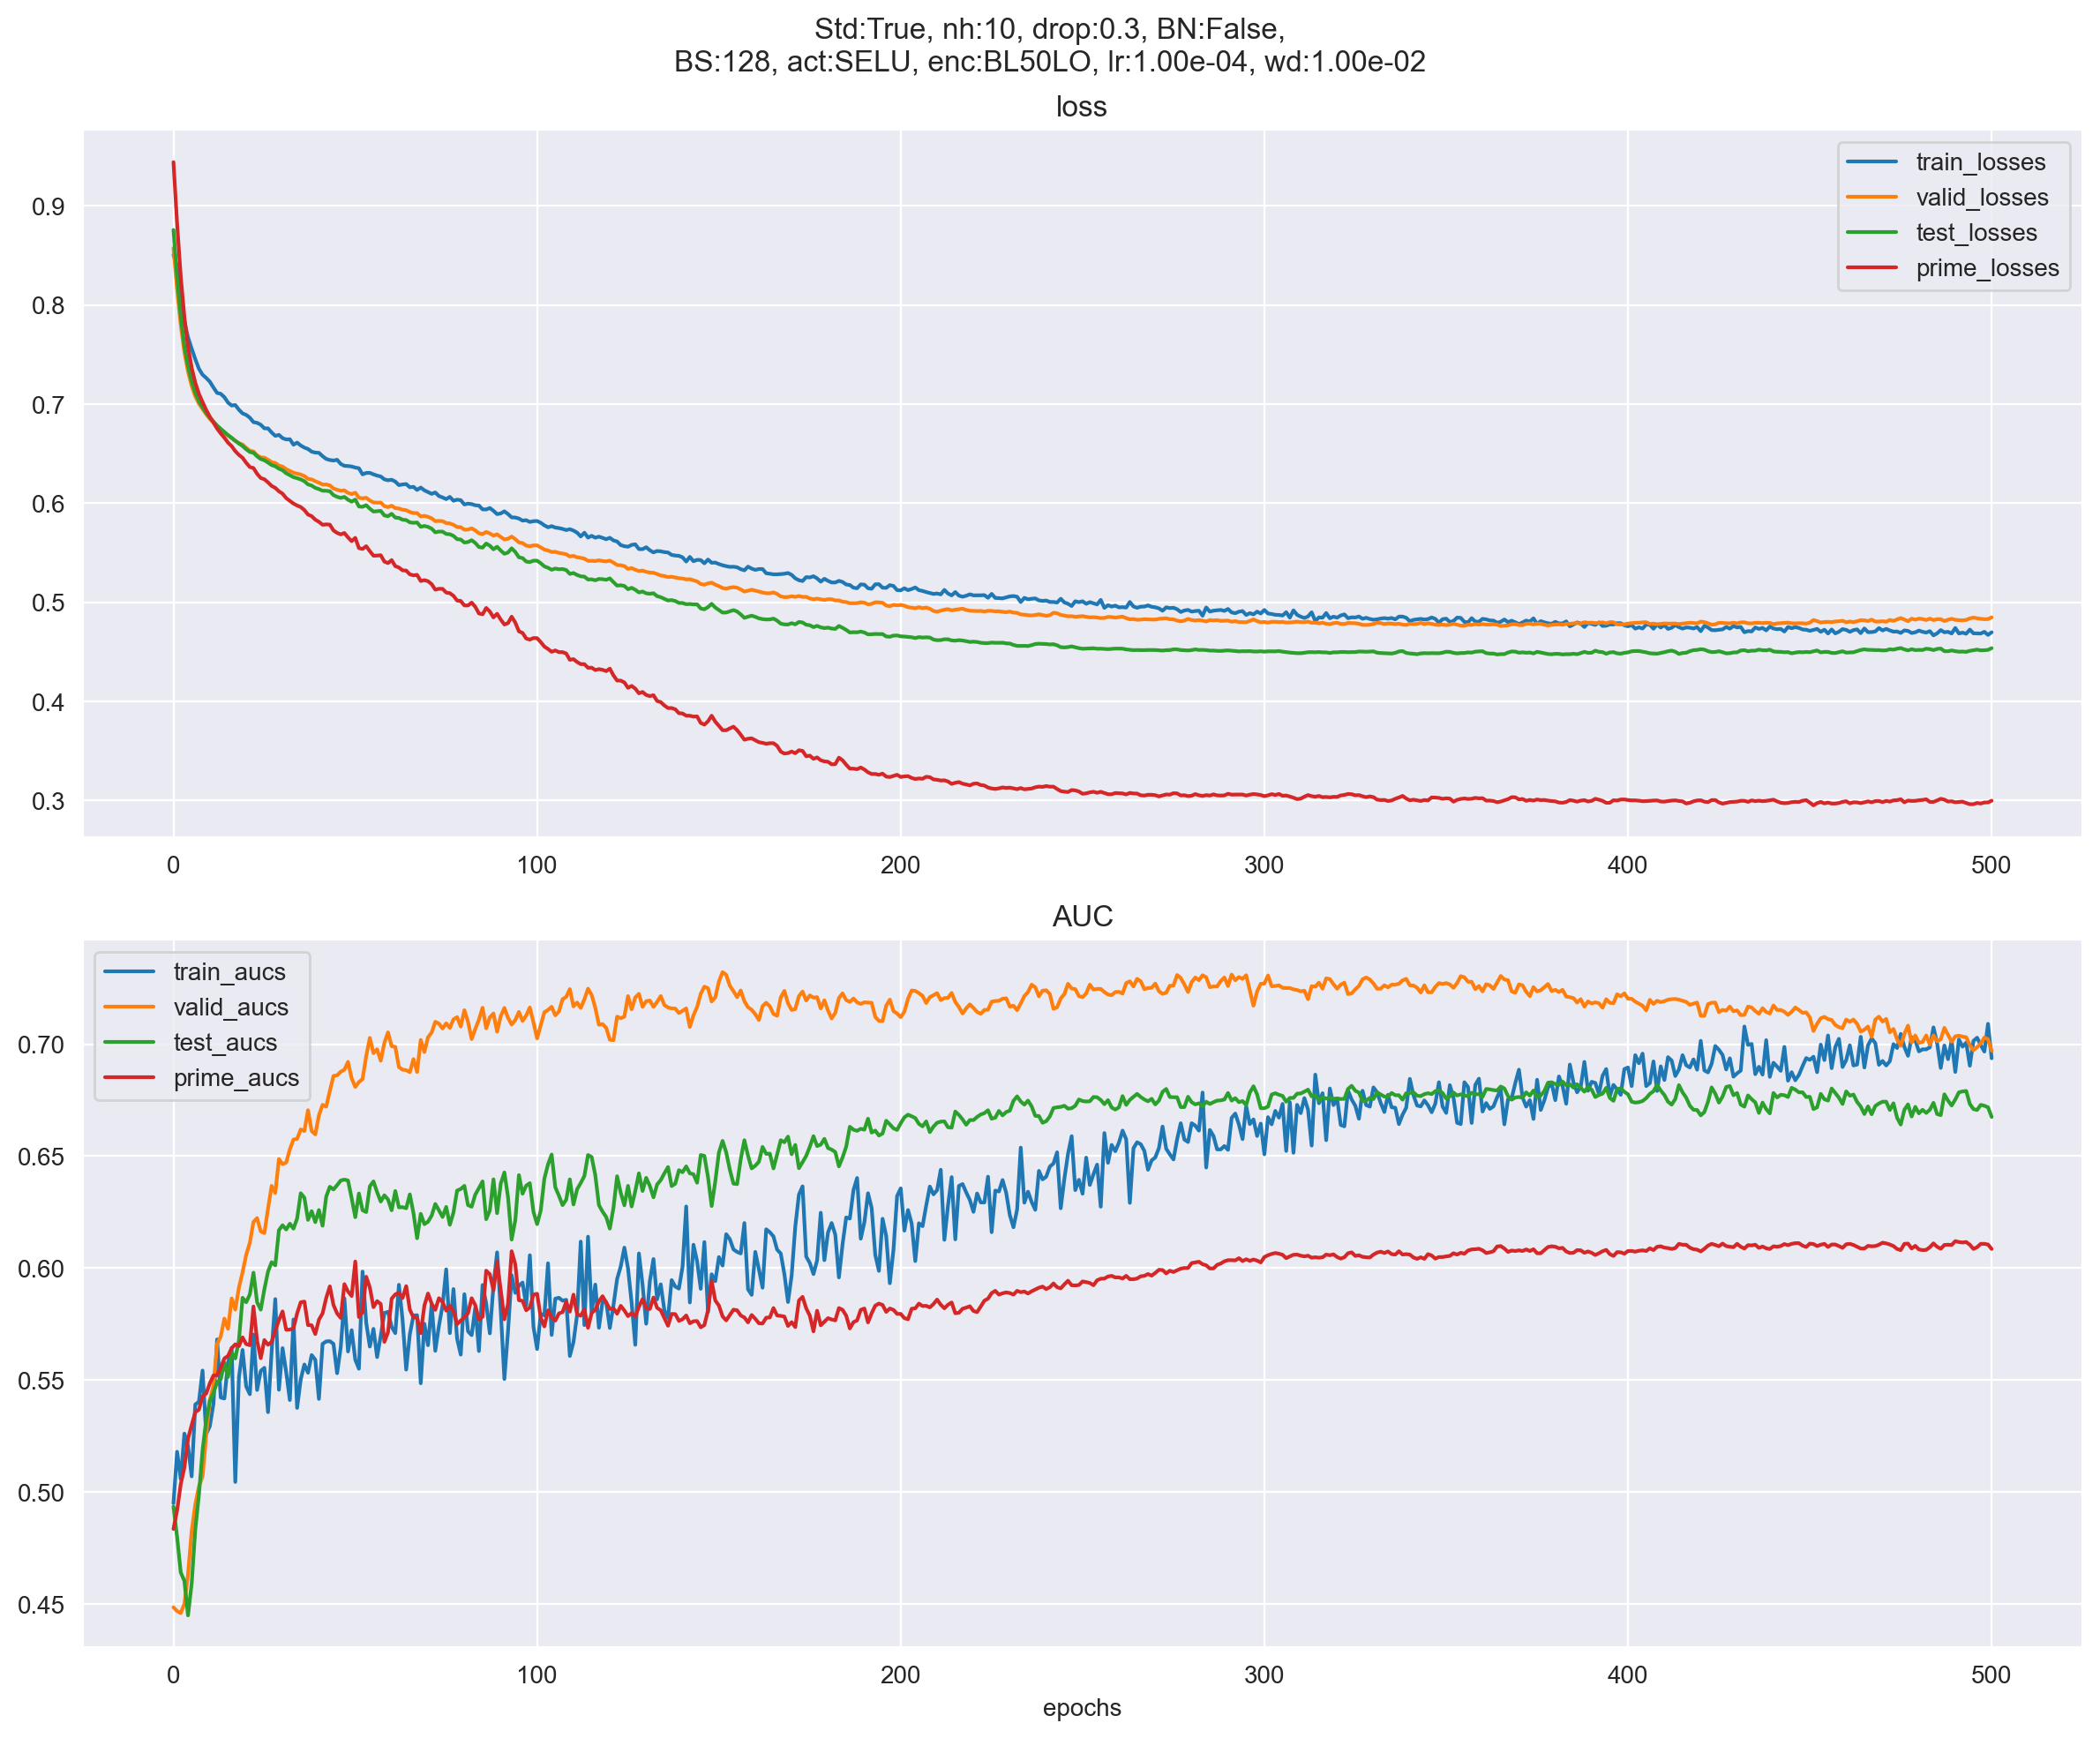 Std:True, nh:10, drop:0.3, BN:False,
BS:128, act:SELU, enc:BL50LO, lr:1.00e-04, wd:1.00e-02
loss
train_losses
valid_losses
test_losses
prime_losses
0.9
0.8
0.7
0.6
0.5
0.4
0.3
0 100 200 300 400 500
AUC
train_aucs
valid_aucs
test_aucs
prime_aucs
0.70
0.65
0.60
0.55
0.50
0.45
0 100 200 300 400 500
epochs